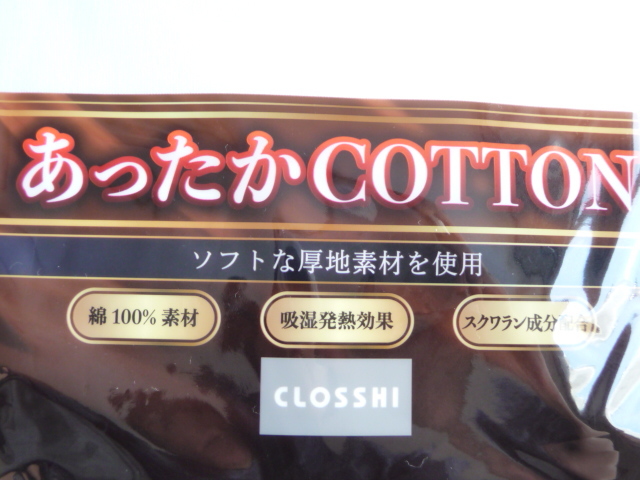 あったかCOTTON
ソフトな厚地素材を使用
綿100%素材
吸湿発熱効果
スクワラン成分配合
CLOSSHI